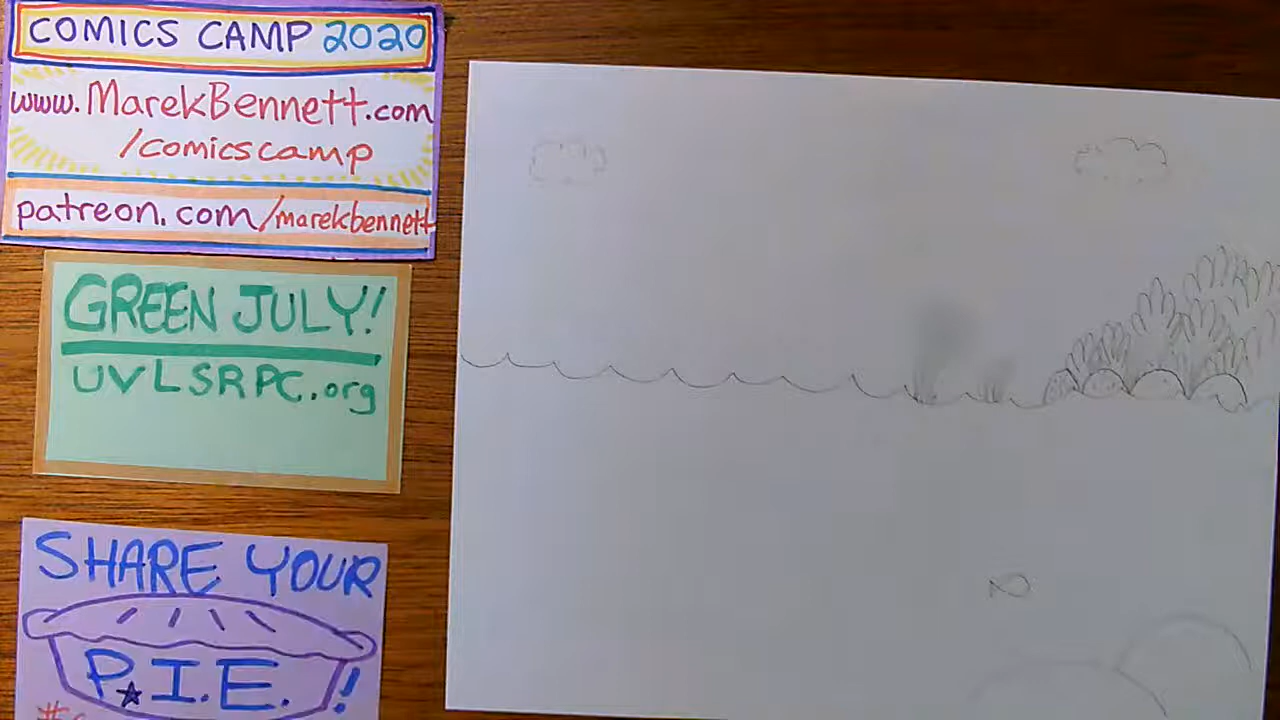 COMICS CAMP 2020
www.MarekBennett.com
/comicscamp
patreon.com/marekbennett
GREEN JULY!
UVLSRPC.org
SHARE YOUR
P.I.E.!